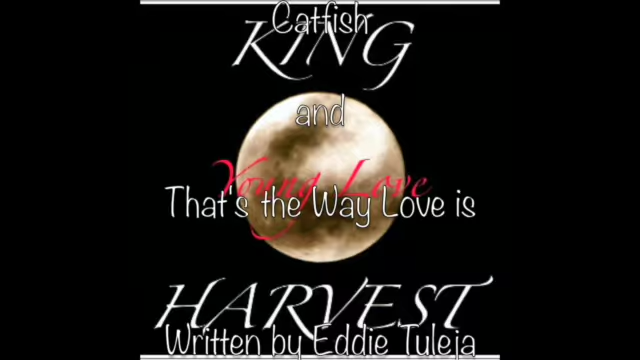 Catfish
KING
and
Young Love
That's the Way Love is
HARVEST
Written by Eddie Tuleja